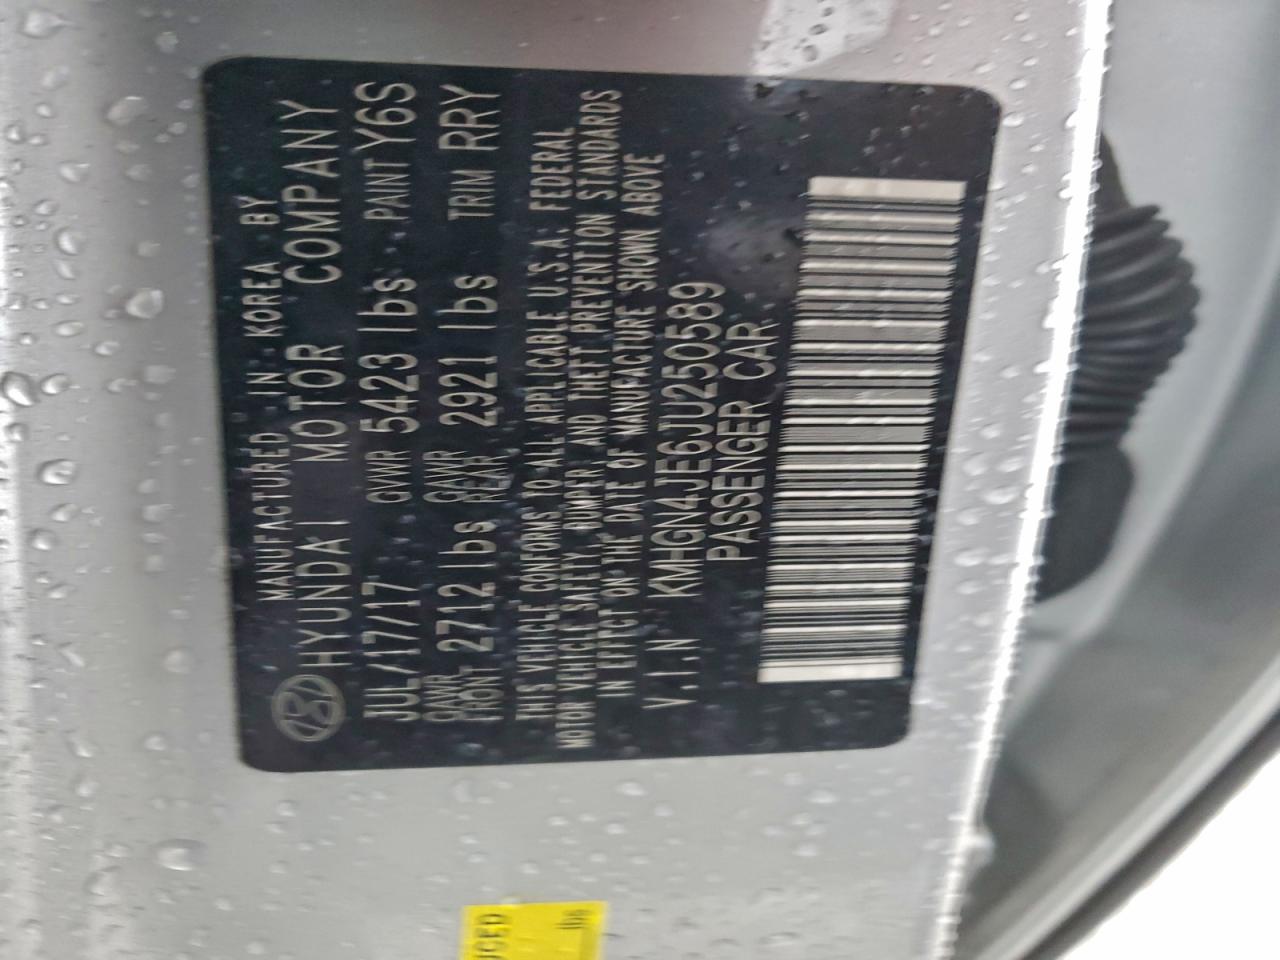 MANUFACTURED IN KOREA BY
HYUNDAI MOTOR COMPANY
JUL/17/17 GVWR 5423 lbs PAINT Y6S
GAWR FRONT 2712 lbs GAWR REAR 2921 lbs TRIM RRY
THIS VEHICLE CONFORMS TO ALL APPLICABLE U.S.A. FEDERAL
MOTOR VEHICLE SAFETY, BUMPER, AND THEFT PREVENTION STANDARDS
IN EFFECT ON THE DATE OF MANUFACTURE SHOWN ABOVE
V.I.N KMHGN4JE6JU250589
PASSENGER CAR
lbs